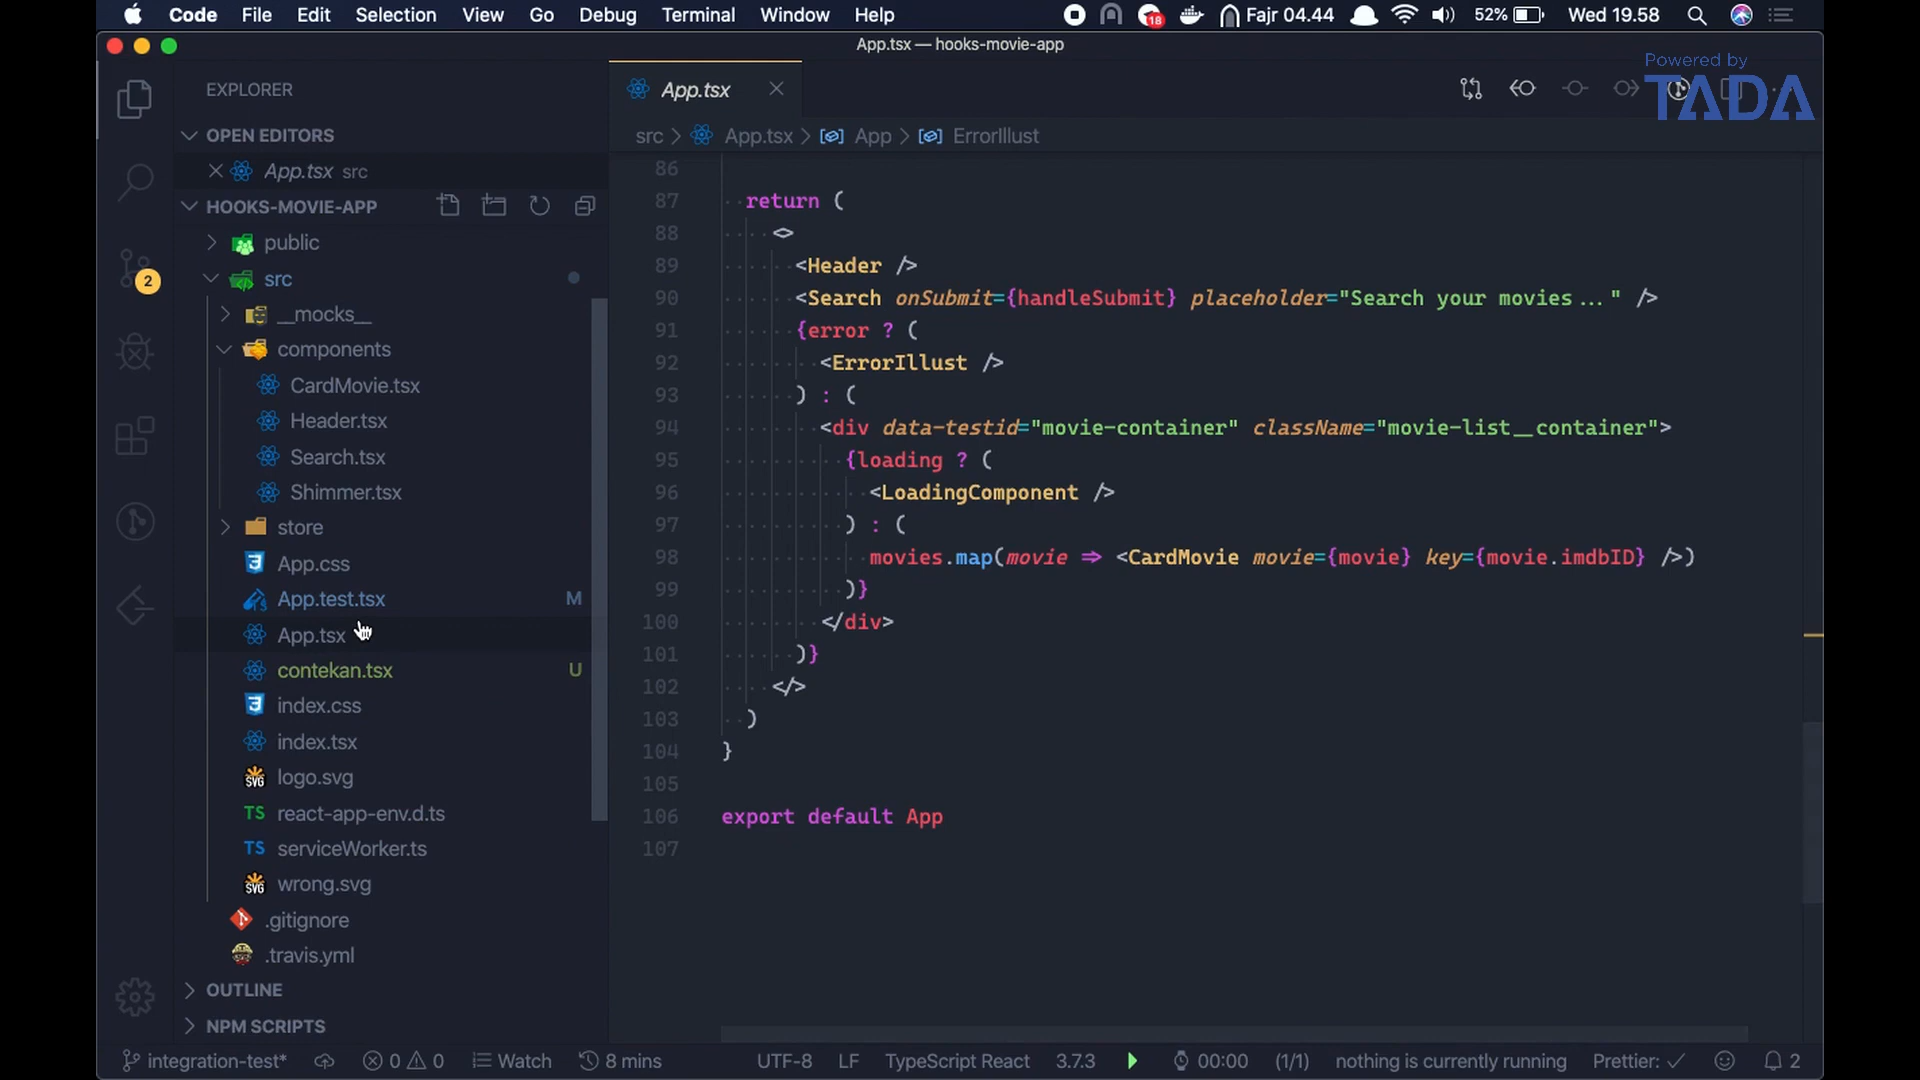 Code File Edit Selection View Go Debug Terminal Window Help 18 Fajr 04.44 52% Wed 19.58
App.tsx — hooks-movie-app
Powered by
TADA
EXPLORER
App.tsx
OPEN EDITORS
App.tsx src
src > App.tsx > App > ErrorIllust
HOOKS-MOVIE-APP
public
src
__mocks__
components
CardMovie.tsx
Header.tsx
Search.tsx
Shimmer.tsx
store
App.css
App.test.tsx M
App.tsx
contekan.tsx U
index.css
index.tsx
SVG logo.svg
TS react-app-env.d.ts
TS serviceWorker.ts
SVG wrong.svg
.gitignore
.travis.yml
OUTLINE
NPM SCRIPTS
2
86
87 return (
88 <>
89 <Header />
90 <Search onSubmit={handleSubmit} placeholder="Search your movies..." />
91 {error ? (
92 <ErrorIllust />
93 ) : (
94 <div data-testid="movie-container" className="movie-list__container">
95 {loading ? (
96 <LoadingComponent />
97 ) : (
98 movies.map(movie => <CardMovie movie={movie} key={movie.imdbID} />)
99 )}
100 </div>
101 )}
102 </>
103 )
104 }
105
106 export default App
107
integration-test* 0 0 Watch 8 mins UTF-8 LF TypeScript React 3.7.3 00:00 (1/1) nothing is currently running Prettier: ✓ 2